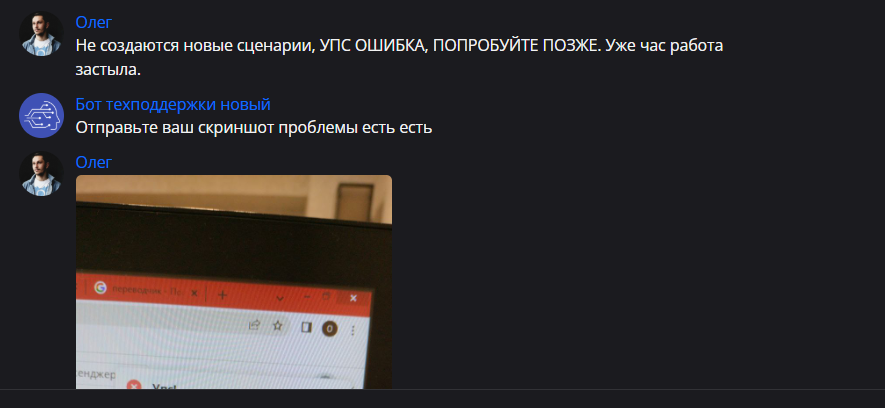 Олег
Не создаются новые сценарии, УПС ОШИБКА, ПОПРОБУЙТЕ ПОЗЖЕ. Уже час работа
застыла.
Бот техподдержки новый
Отправьте ваш скриншот проблемы есть есть
Олег
переводчик - По
0
енджер
Упс!